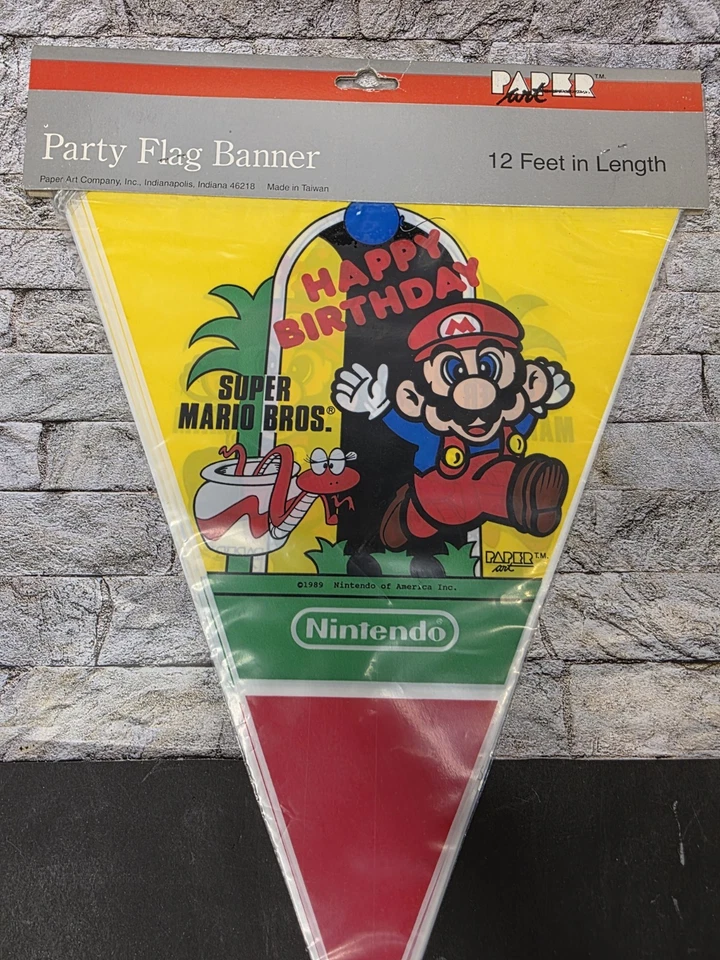 PAPER art T.M.
Party Flag Banner
12 Feet in Length
Paper Art Company, Inc., Indianapolis, Indiana 46218 Made in Taiwan
HAPPY
BIRTHDAY
M
SUPER
MARIO BROS.®
PAPER art T.M.
©1989 Nintendo of America Inc.
Nintendo